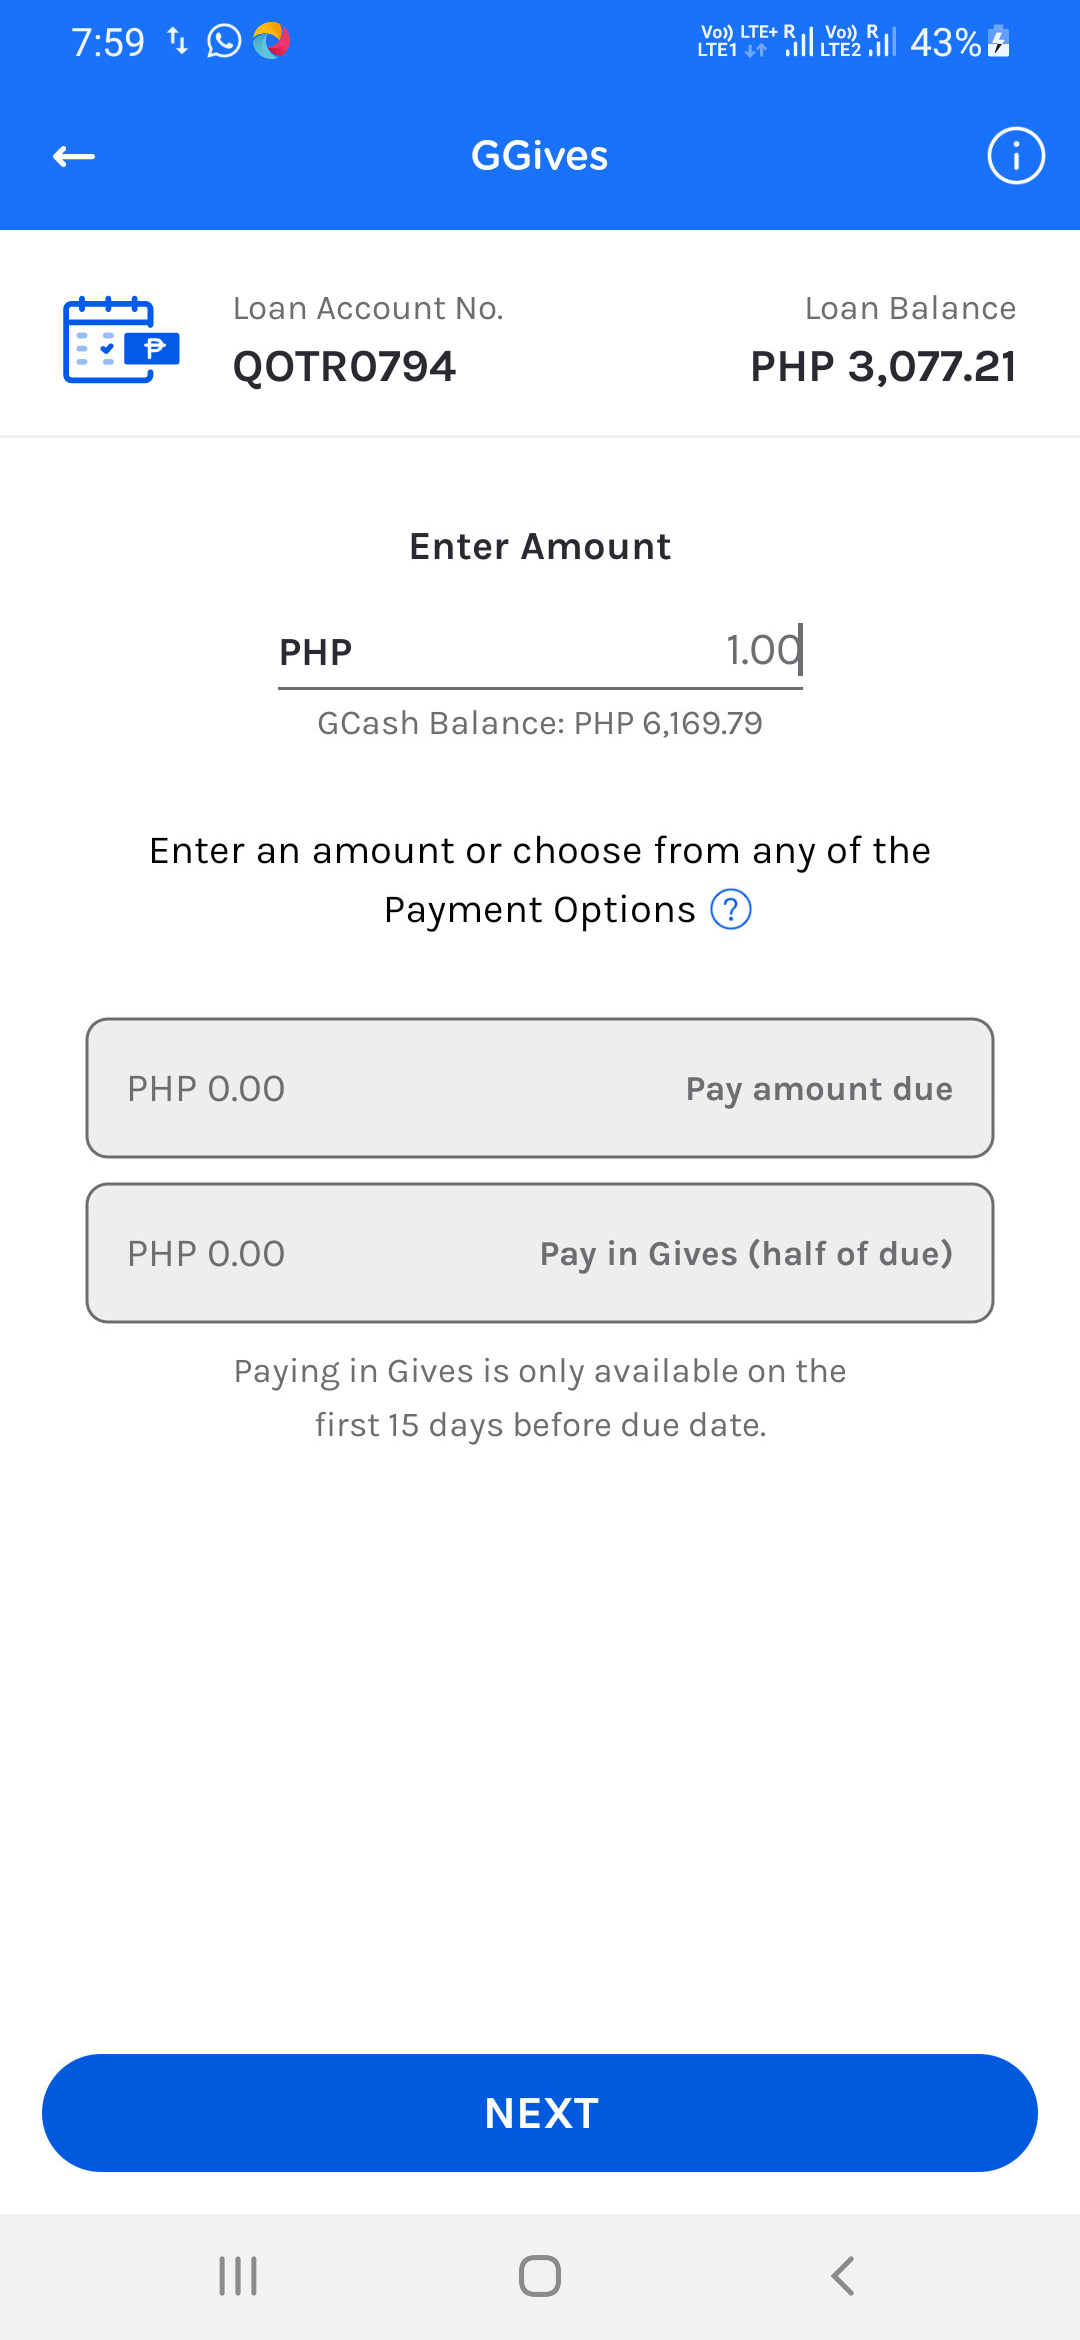 7:59 Vo)) LTE+ R Vo)) R 43%
LTE1 LTE2
GGives
Loan Account No. Loan Balance
QOTR0794 PHP 3,077.21
Enter Amount
PHP 1.00
GCash Balance: PHP 6,169.79
Enter an amount or choose from any of the
Payment Options ?
PHP 0.00 Pay amount due
PHP 0.00 Pay in Gives (half of due)
Paying in Gives is only available on the
first 15 days before due date.
NEXT